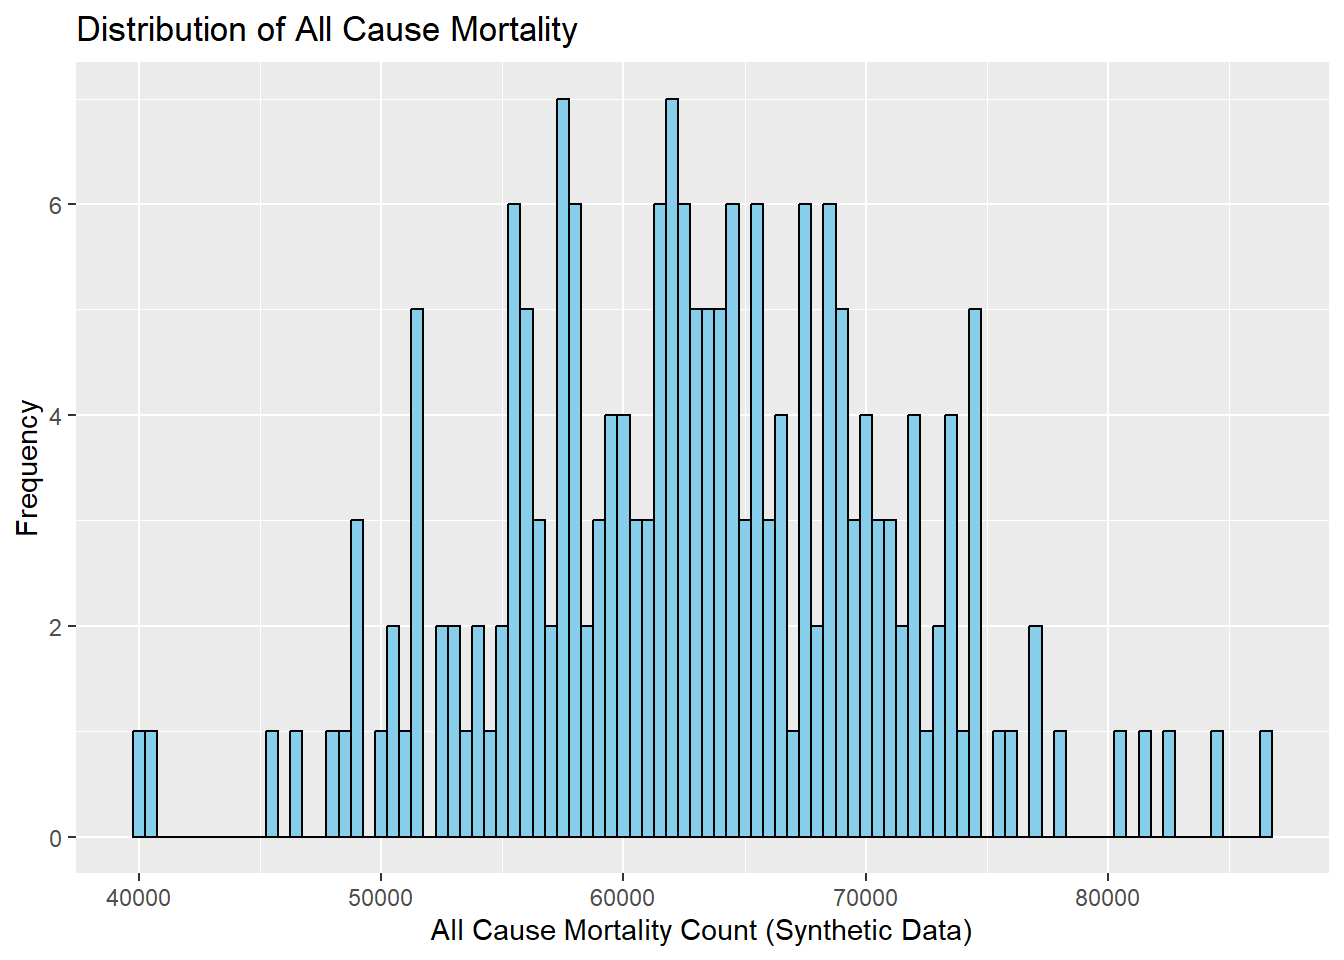 Distribution of All Cause Mortality
Frequency
6
4
2
0
40000 50000 60000 70000 80000
All Cause Mortality Count (Synthetic Data)